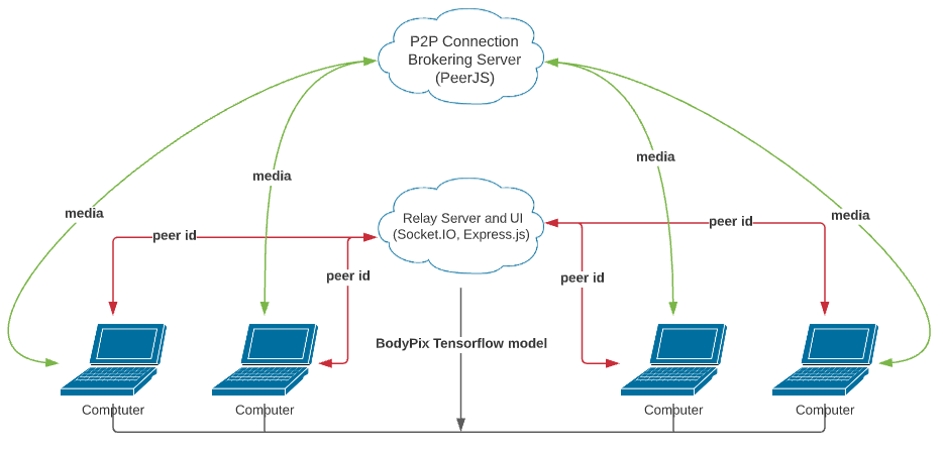 P2P Connection
Brokering Server
(PeerJS)
media
media
media
media
Relay Server and UI
(Socket.IO, Express.js)
peer id
peer id
peer id
peer id
BodyPix Tensorflow model
Comptuter
Computer
Computer
Computer